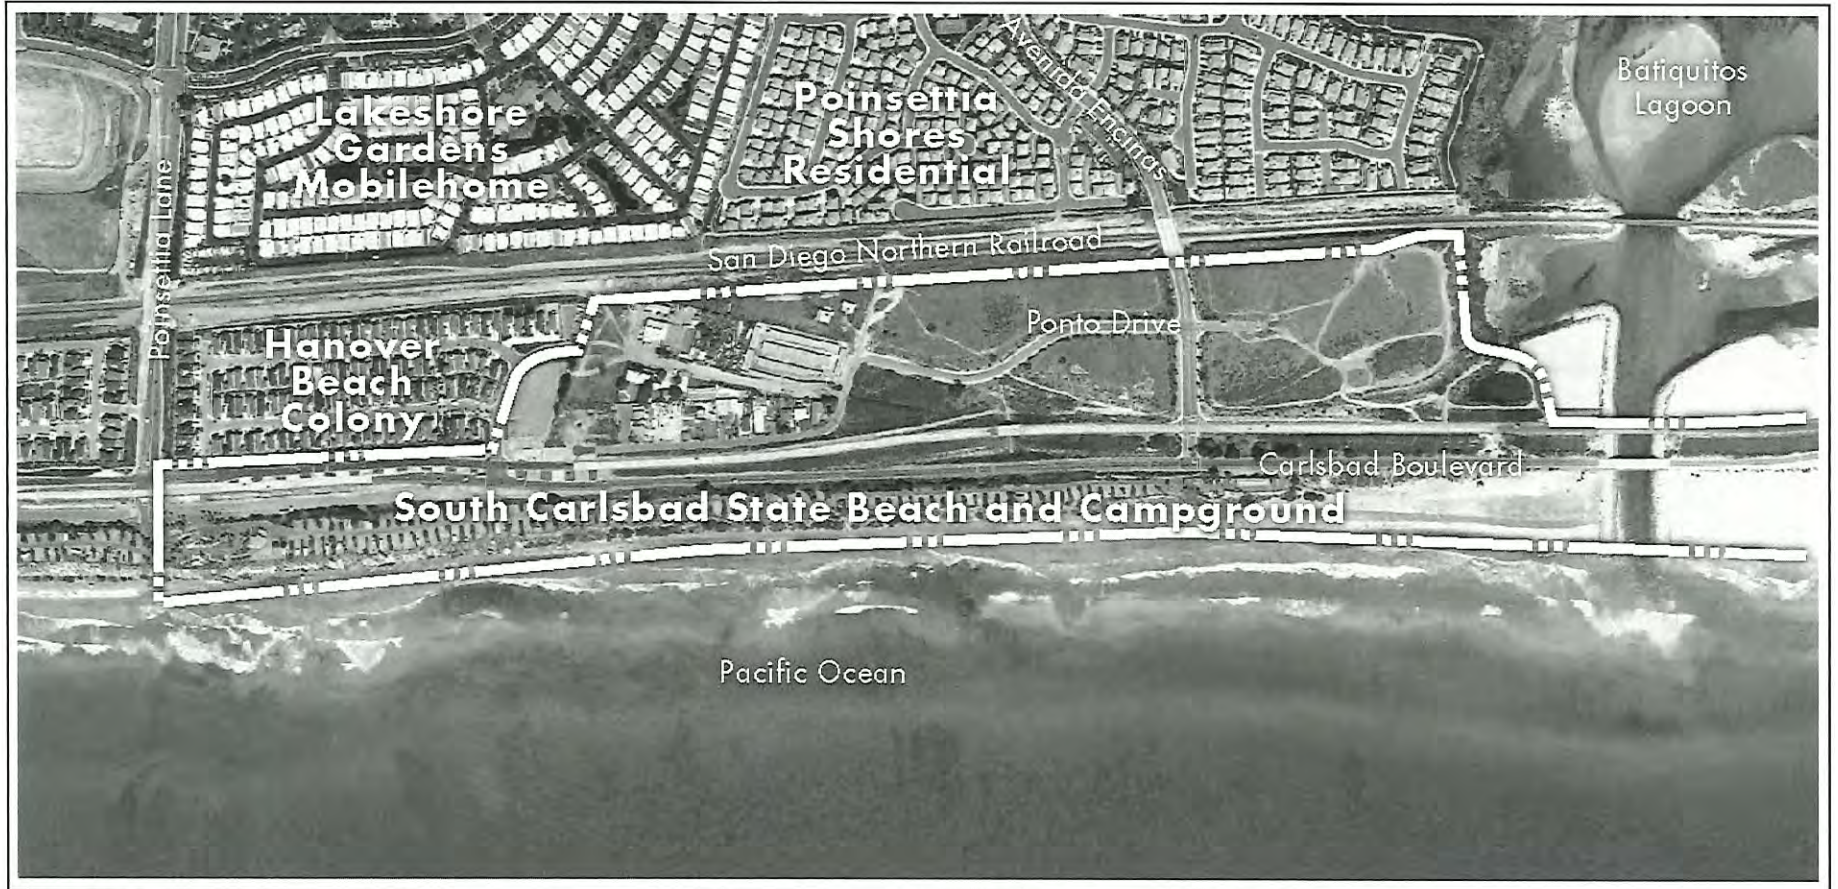 Lakeshore
Gardens
Mobilehome
Poinsettia
Shores
Residential
Avenida Encinas
Batiquitos
Lagoon
Poinsettia Lane
San Diego Northern Railroad
Hanover
Beach
Colony
Ponto Drive
Carlsbad Boulevard
South Carlsbad State Beach and Campground
Pacific Ocean